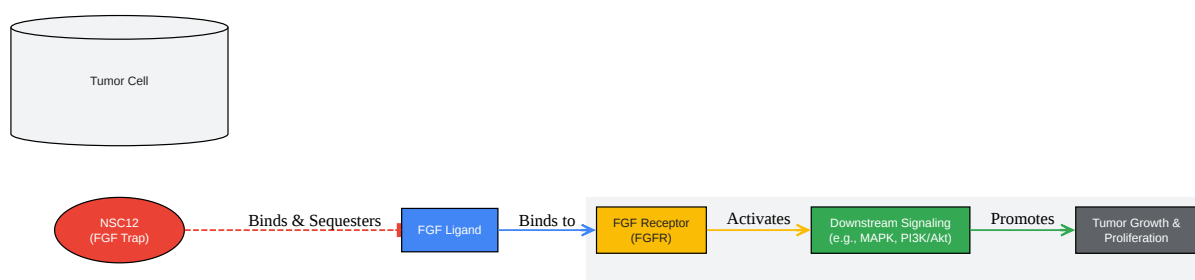 Tumor Cell
NSC12
(FGF Trap)
Binds & Sequesters
FGF Ligand
Binds to
FGF Receptor
(FGFR)
Activates
Downstream Signaling
(e.g., MAPK, PI3K/Akt)
Promotes
Tumor Growth &
Proliferation